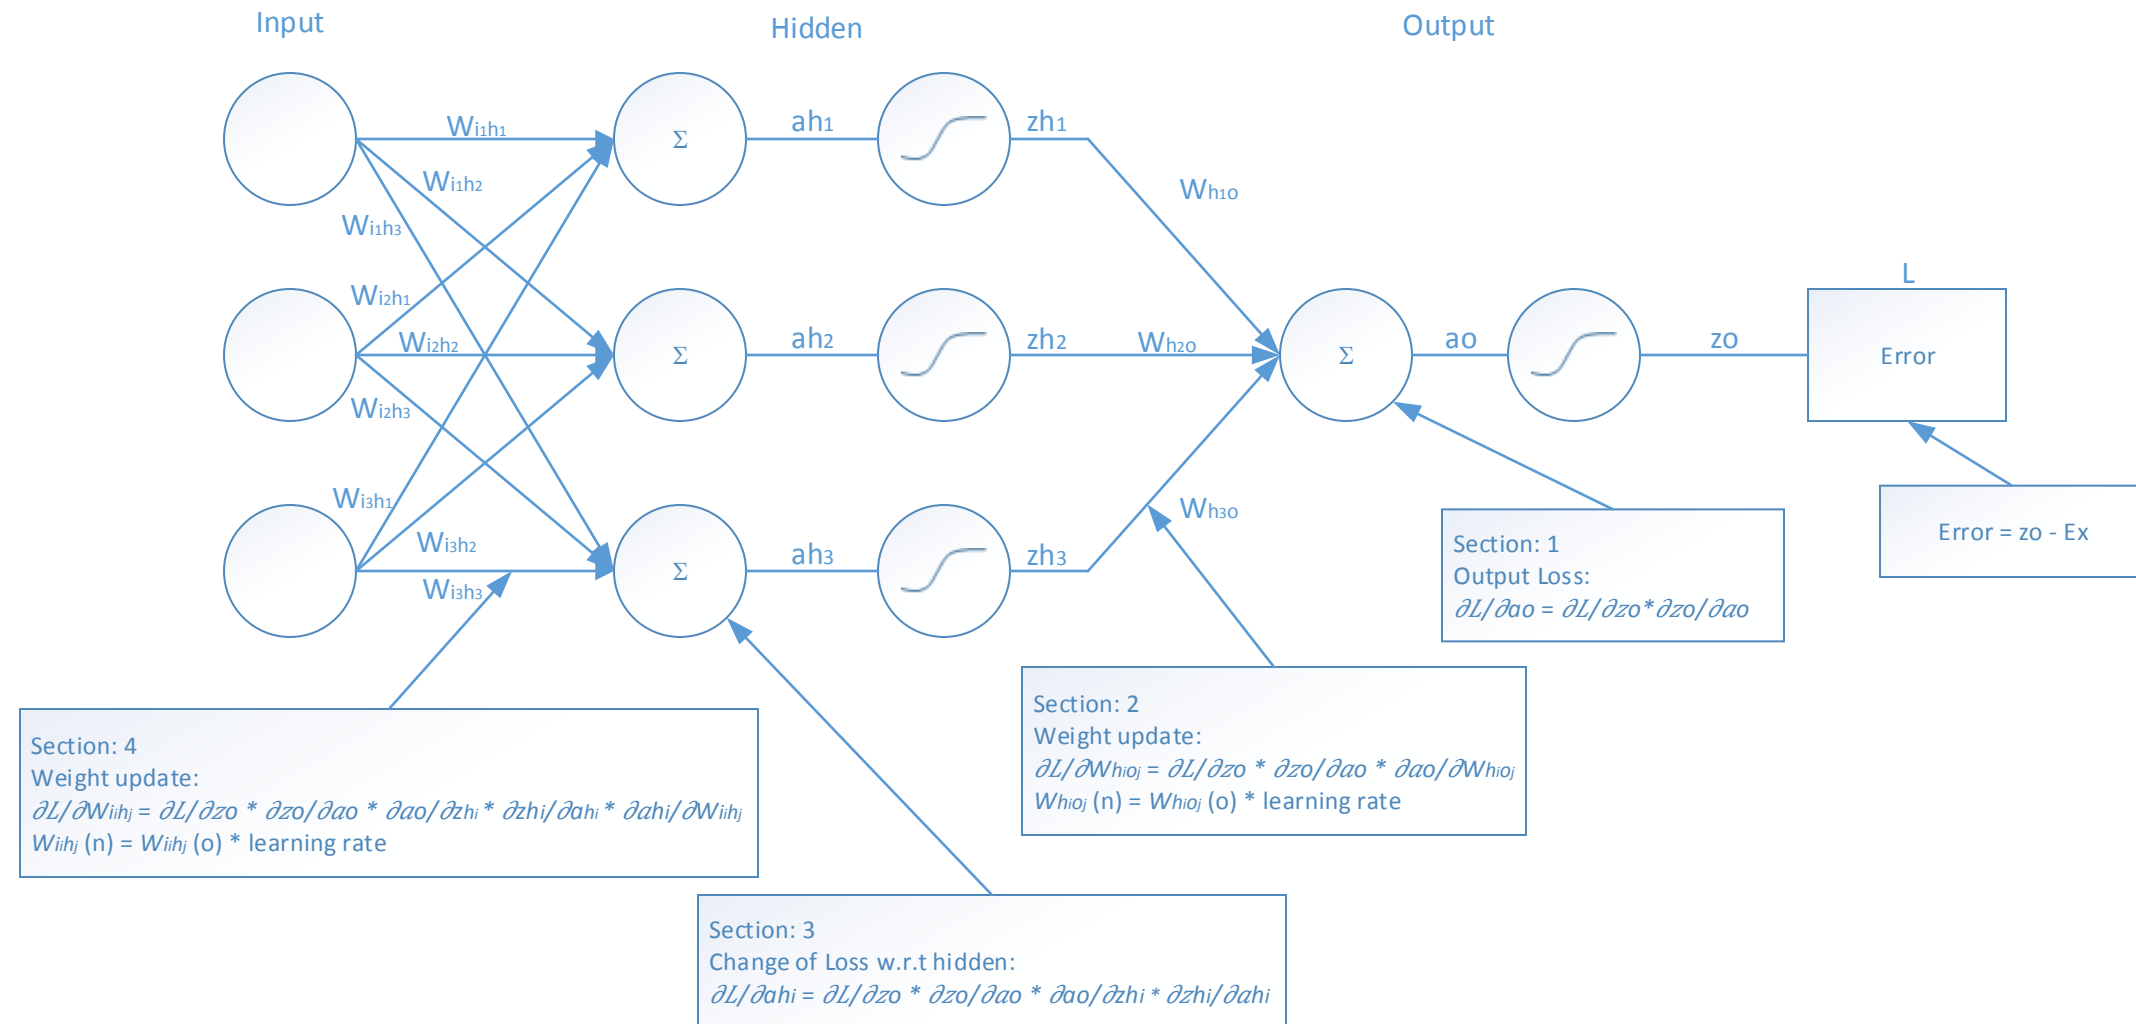 Input
Hidden
Output
Wi1h1
Wi1h2
Wi1h3
Wi2h1
Wi2h2
Wi2h3
Wi3h1
Wi3h2
Wi3h3
Σ
Σ
Σ
ah1
ah2
ah3
zh1
zh2
zh3
Wh1o
Wh2o
Wh3o
Σ
ao
zo
L
Error
Error = zo - Ex
Section: 1
Output Loss:
∂L/∂ao = ∂L/∂zo*∂zo/∂ao
Section: 2
Weight update:
∂L/∂Whioj = ∂L/∂zo * ∂zo/∂ao * ∂ao/∂Whioj
Whioj (n) = Whioj (o) * learning rate
Section: 4
Weight update:
∂L/∂Wiihj = ∂L/∂zo * ∂zo/∂ao * ∂ao/∂zhi * ∂zhi/∂ahi * ∂ahi/∂Wiihj
Wiihj (n) = Wiihj (o) * learning rate
Section: 3
Change of Loss w.r.t hidden:
∂L/∂ahi = ∂L/∂zo * ∂zo/∂ao * ∂ao/∂zhi * ∂zhi/∂ahi